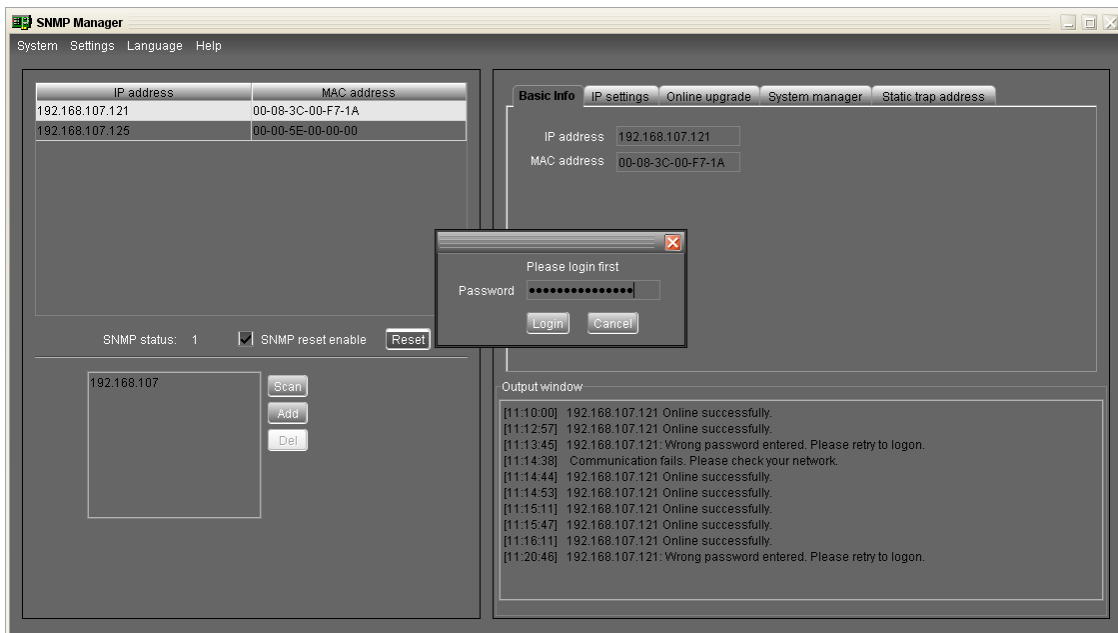 SNMP Manager
System Settings Language Help
IP address MAC address
192.168.107.121 00-08-3C-00-F7-1A
192.168.107.125 00-00-5E-00-00-00
SNMP status: 1 SNMP reset enable Reset
192.168.107
Scan
Add
Del
Basic Info IP settings Online upgrade System manager Static trap address
IP address 192.168.107.121
MAC address 00-08-3C-00-F7-1A
Please login first
Password •••••••••••••••
Login Cancel
Output window
[11:10:00] 192.168.107.121 Online successfully.
[11:12:57] 192.168.107.121 Online successfully.
[11:13:45] 192.168.107.121: Wrong password entered. Please retry to logon.
[11:14:38] Communication fails. Please check your network.
[11:14:44] 192.168.107.121 Online successfully.
[11:14:53] 192.168.107.121 Online successfully.
[11:15:11] 192.168.107.121 Online successfully.
[11:15:47] 192.168.107.121 Online successfully.
[11:16:11] 192.168.107.121 Online successfully.
[11:20:46] 192.168.107.121: Wrong password entered. Please retry to logon.